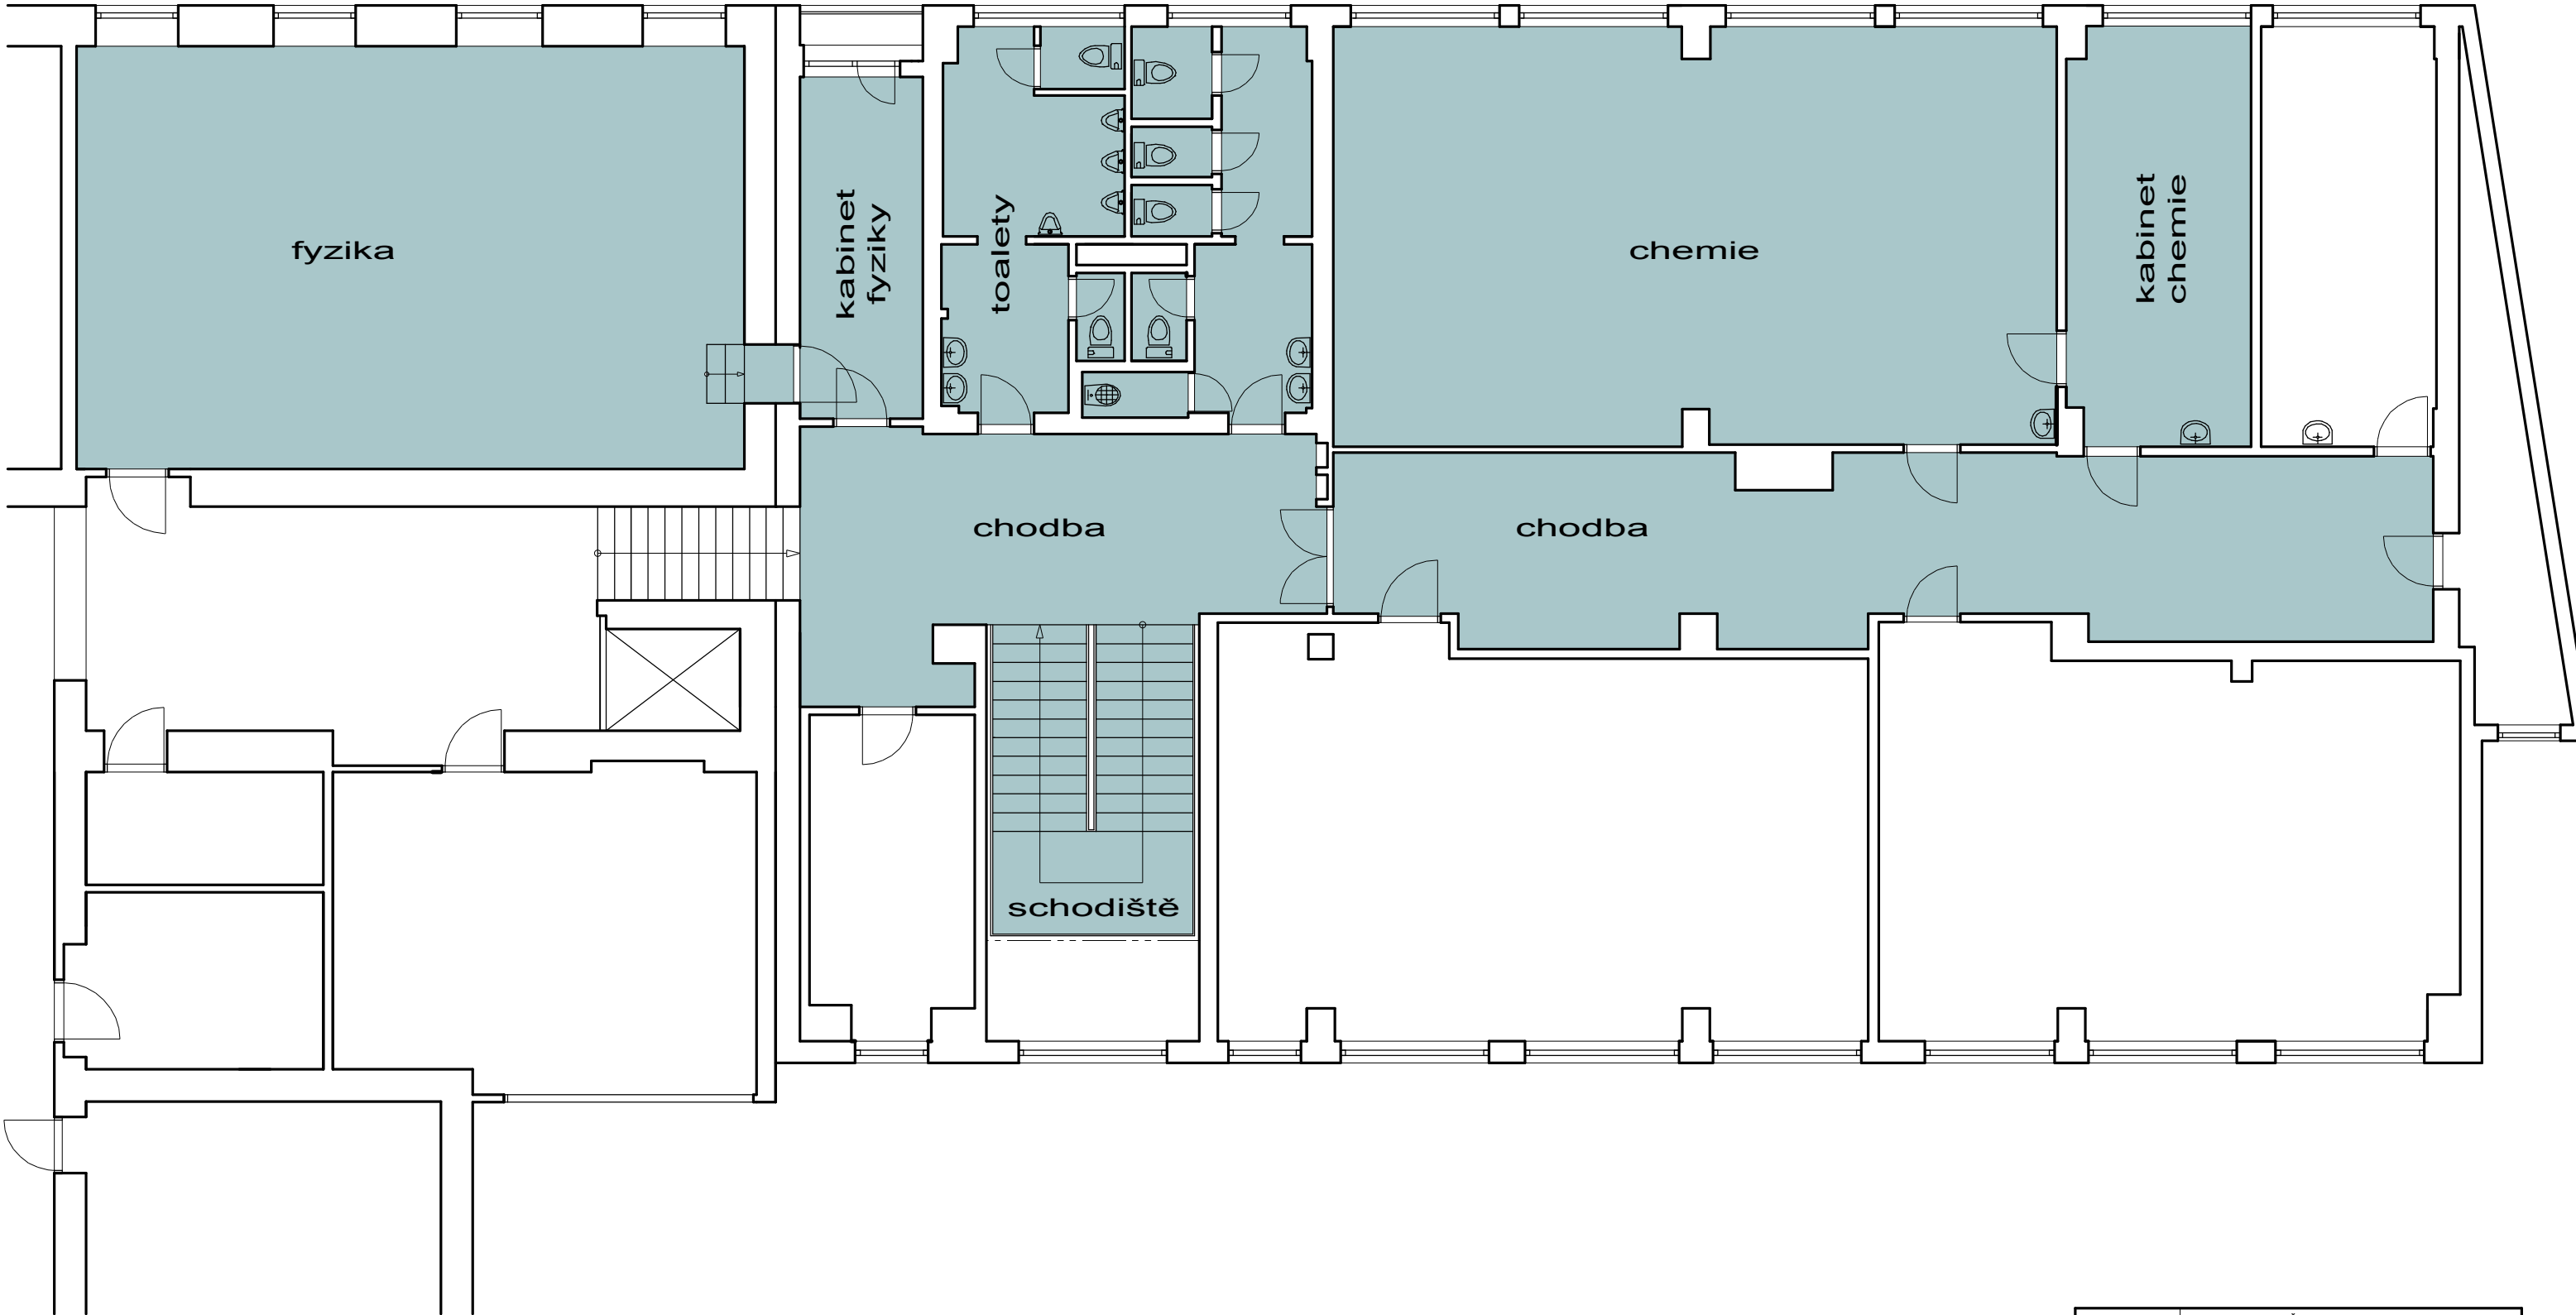 fyzika
kabinet
fyziky
toalety
chemie
kabinet
chemie
chodba
chodba
schodiště